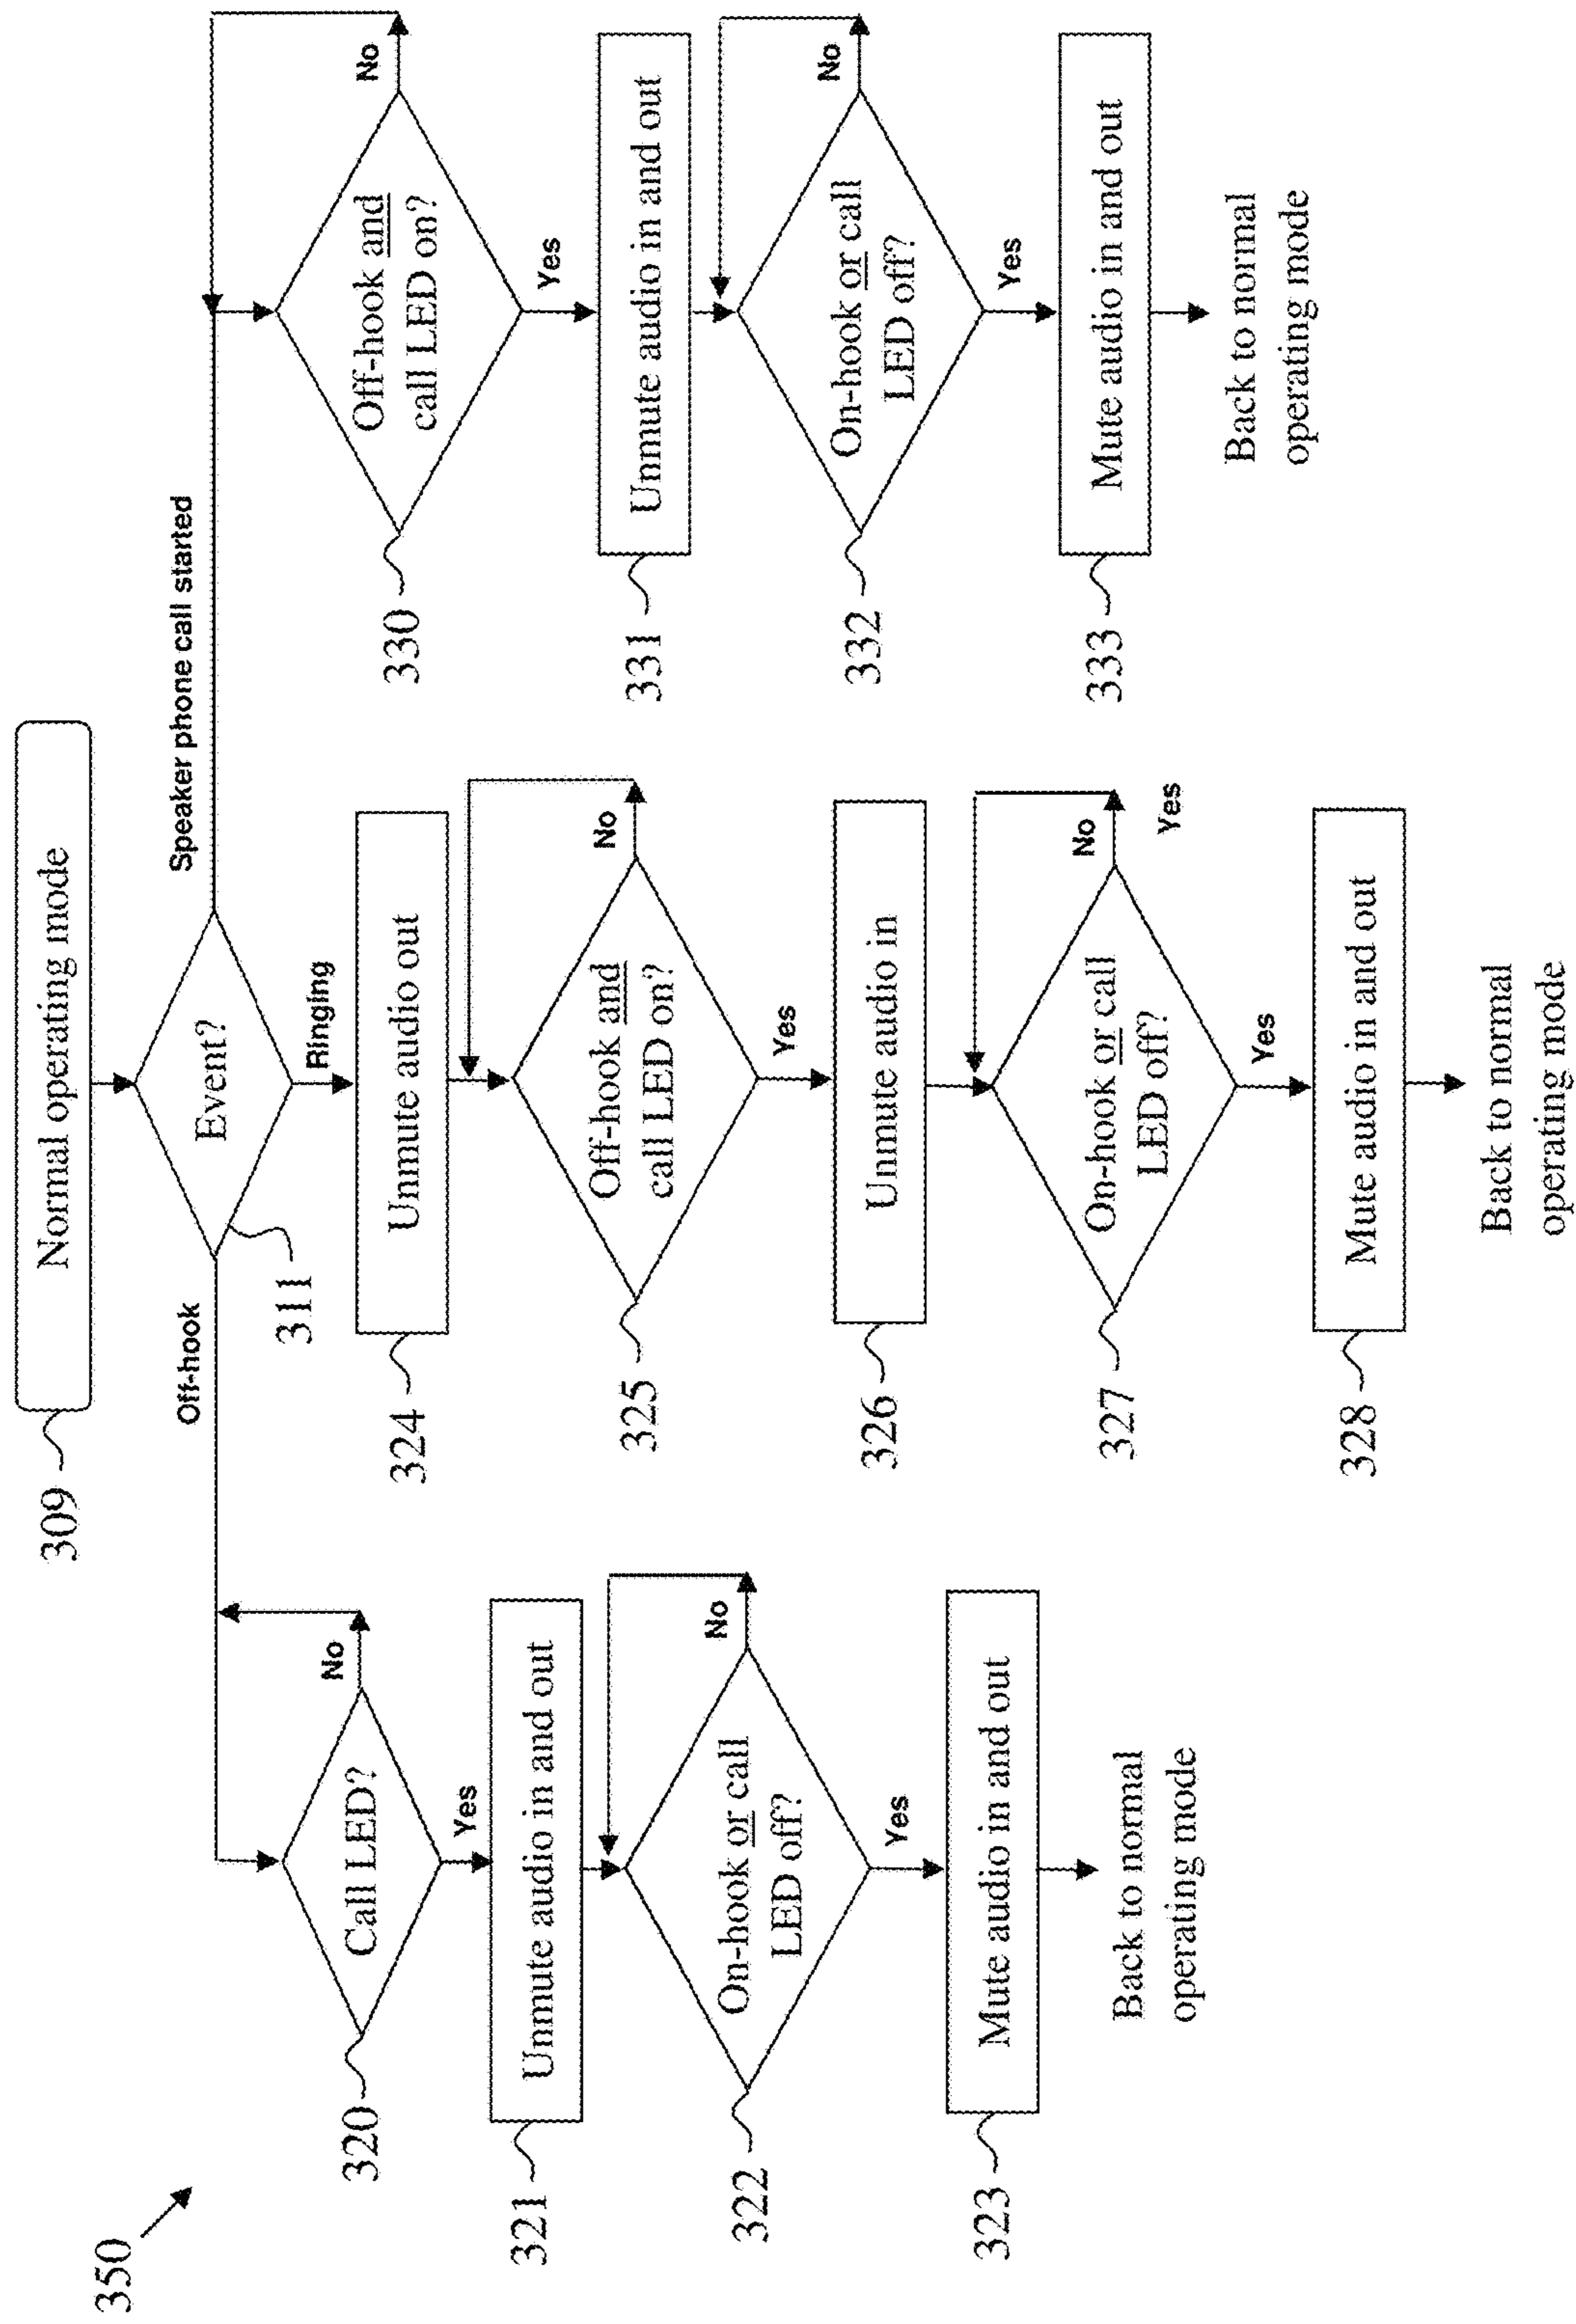 350
309
Normal operating mode
Event?
311
Off-hook
Ringing
Speaker phone call started
320
Call LED?
No
Yes
321
Unmute audio in and out
322
On-hook or call
LED off?
No
Yes
323
Mute audio in and out
Back to normal
operating mode
324
Unmute audio out
325
Off-hook and
call LED on?
No
Yes
326
Unmute audio in
327
On-hook or call
LED off?
No
Yes
Yes
328
Mute audio in and out
Back to normal
operating mode
330
Off-hook and
call LED on?
No
Yes
331
Unmute audio in and out
332
On-hook or call
LED off?
No
Yes
333
Mute audio in and out
Back to normal
operating mode